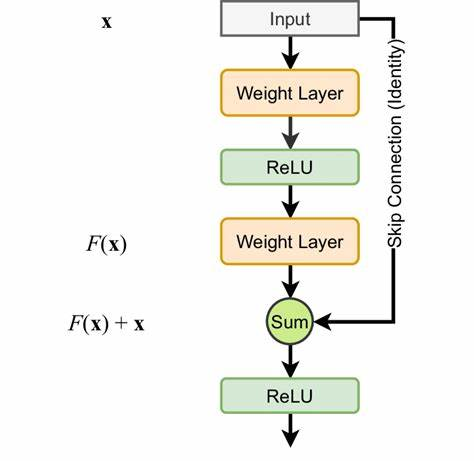 x
Input
Weight Layer
ReLU
F(x)
Weight Layer
F(x) + x
Sum
ReLU
Skip Connection (Identity)